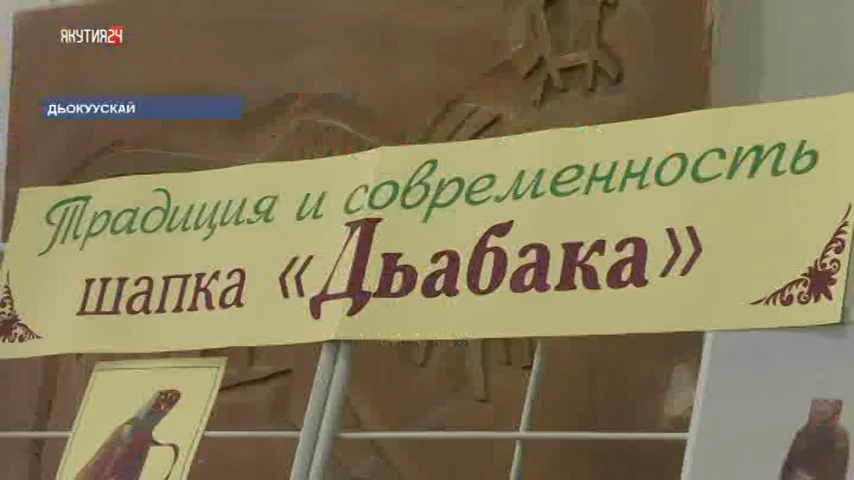 ЯКУТИЯ24
ДЬОКУУСКАЙ
Традиция и современность
шапка «Дьабака»